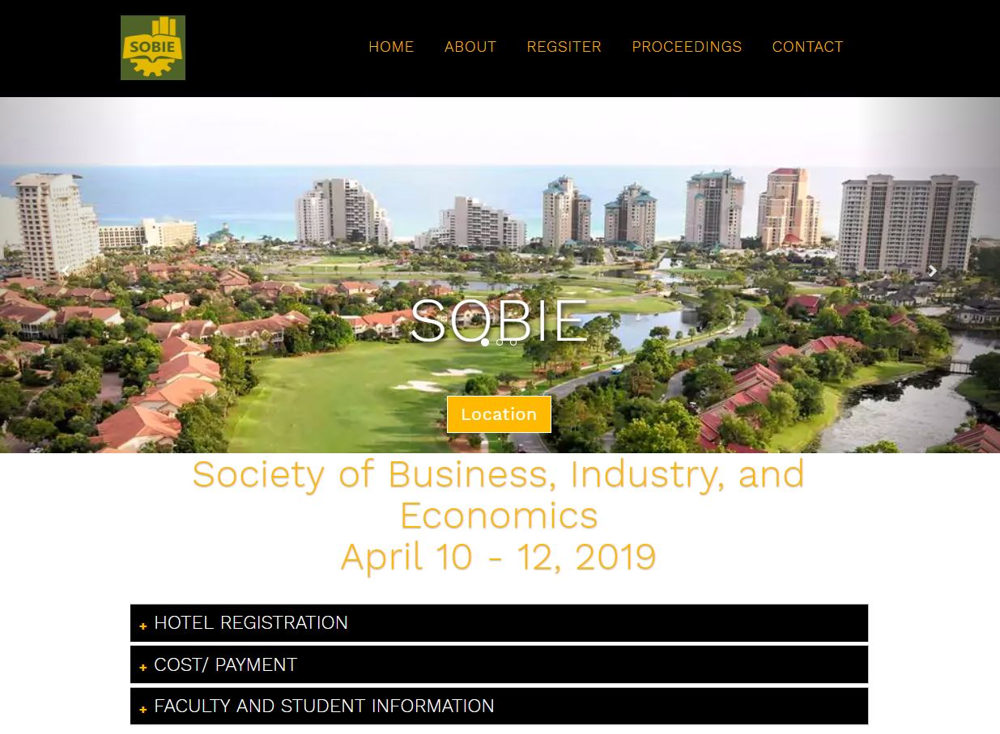 SOBIE
HOME ABOUT REGSITER PROCEEDINGS CONTACT
SOBIE
Location
Society of Business, Industry, and
Economics
April 10 - 12, 2019
+ HOTEL REGISTRATION
+ COST/ PAYMENT
+ FACULTY AND STUDENT INFORMATION